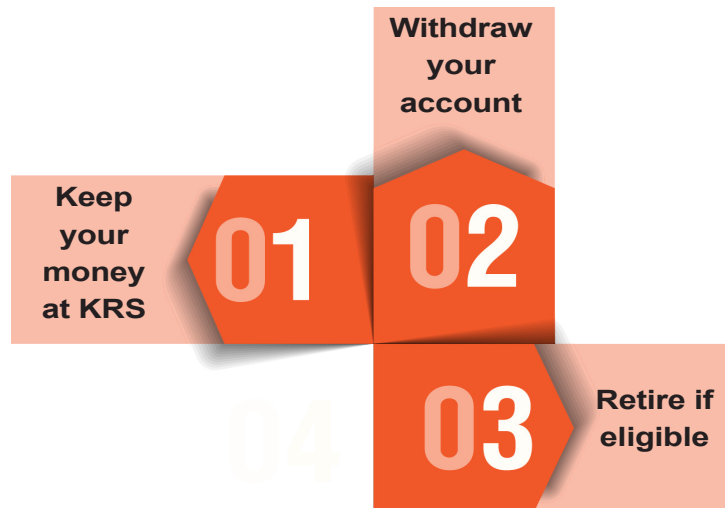 Withdraw
your
account
02
Keep
your
money
at KRS
01
03
Retire if
eligible
04